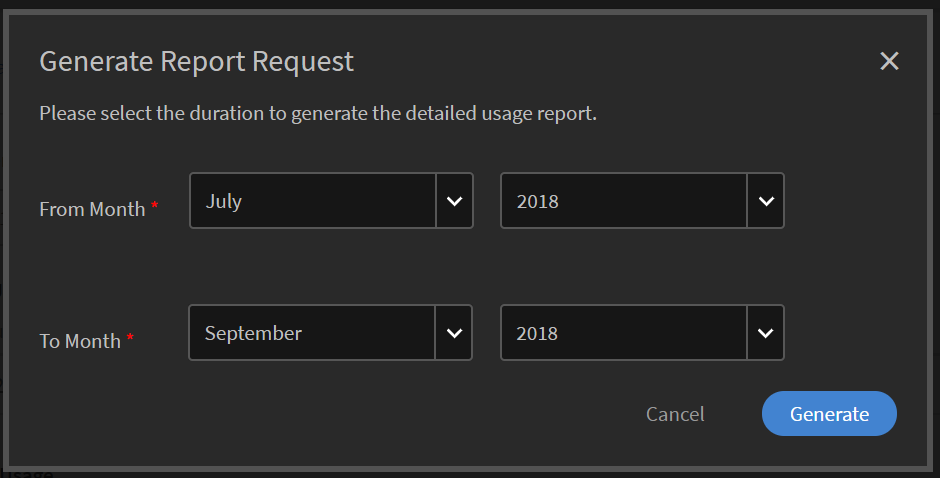 Generate Report Request
Please select the duration to generate the detailed usage report.
From Month * July 2018
To Month * September 2018
Cancel Generate